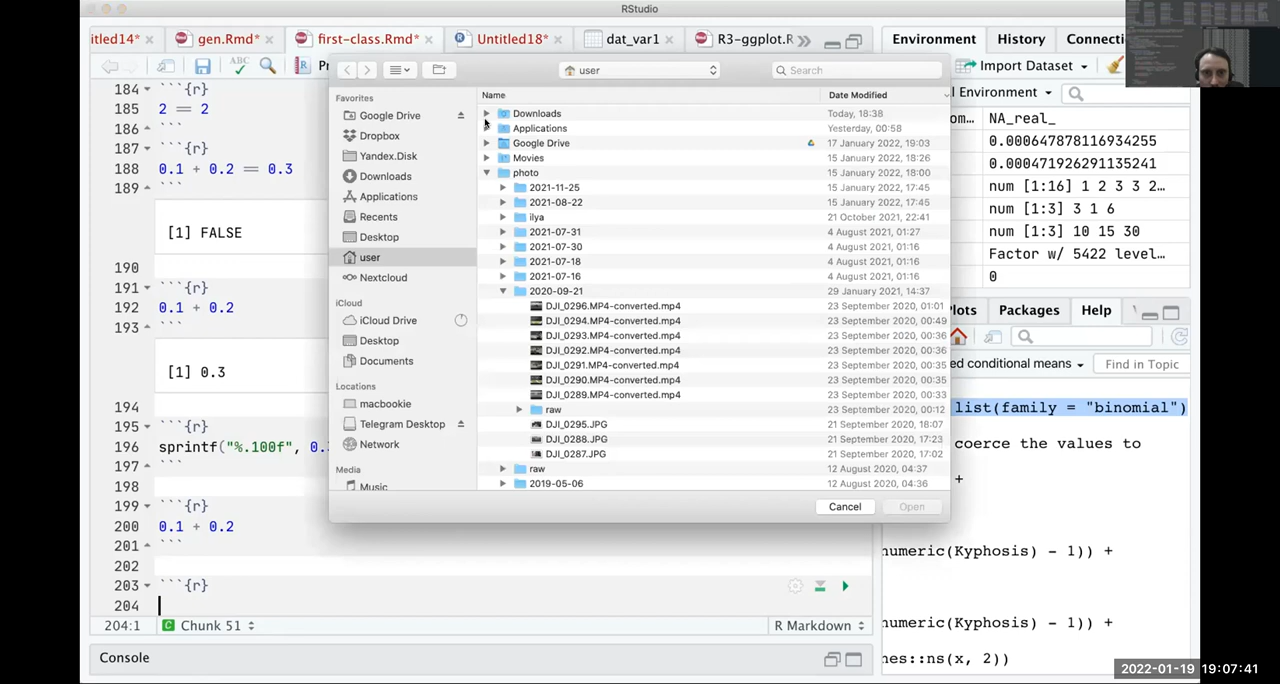 RStudio
itled14*
gen.Rmd*
first-class.Rmd*
Untitled18*
dat_var1
R3-ggplot.R
Environment
History
Connecti
ABC
Import Dataset
user
Search
l Environment
184 ```{r}
185 2 == 2
186 ```
187 ```{r}
188 0.1 + 0.2 == 0.3
189 ```
[1] FALSE
190
191 ```{r}
192 0.1 + 0.2
193 ```
[1] 0.3
194
195 ```{r}
196 sprintf("%.100f", 0.
197 ```
198
199 ```{r}
200 0.1 + 0.2
201 ```
202
203 ```{r}
204
204:1 Chunk 51
R Markdown
Console
Favorites
Google Drive
Dropbox
Yandex.Disk
Downloads
Applications
Recents
Desktop
user
Nextcloud
iCloud
iCloud Drive
Desktop
Documents
Locations
macbookie
Telegram Desktop
Network
Media
Music
Name Date Modified
Downloads Today, 18:38
Applications Yesterday, 00:58
Google Drive 17 January 2022, 19:03
Movies 15 January 2022, 18:26
photo 15 January 2022, 18:00
2021-11-25 15 January 2022, 17:45
2021-08-22 15 January 2022, 17:45
ilya 21 October 2021, 22:41
2021-07-31 4 August 2021, 01:27
2021-07-30 4 August 2021, 01:16
2021-07-18 4 August 2021, 01:16
2021-07-16 4 August 2021, 01:16
2020-09-21 29 January 2021, 14:37
DJI_0296.MP4-converted.mp4 23 September 2020, 01:01
DJI_0294.MP4-converted.mp4 23 September 2020, 00:49
DJI_0293.MP4-converted.mp4 23 September 2020, 00:36
DJI_0292.MP4-converted.mp4 23 September 2020, 00:36
DJI_0291.MP4-converted.mp4 23 September 2020, 00:35
DJI_0290.MP4-converted.mp4 23 September 2020, 00:35
DJI_0289.MP4-converted.mp4 23 September 2020, 00:33
raw 23 September 2020, 00:12
DJI_0295.JPG 21 September 2020, 18:07
DJI_0288.JPG 21 September 2020, 17:23
DJI_0287.JPG 21 September 2020, 17:02
raw 12 August 2020, 04:37
2019-05-06 12 August 2020, 04:36
Cancel
Open
om… NA_real_
0.000647878116934255
0.000471926291135241
num [1:16] 1 2 3 3 2…
num [1:3] 3 1 6
num [1:3] 10 15 30
Factor w/ 5422 level…
0
lots
Packages
Help
ed conditional means
Find in Topic
list(family = "binomial")
coerce the values to
+
numeric(Kyphosis) - 1)) +
numeric(Kyphosis) - 1)) +
nes::ns(x, 2))
2022-01-19 19:07:41